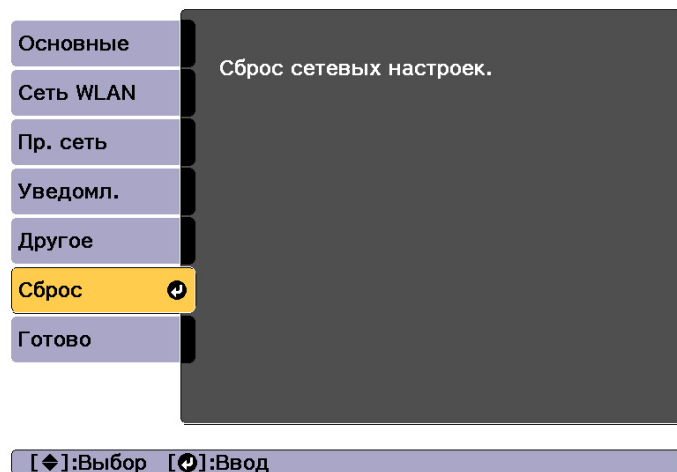 Основные
Сеть WLAN
Пр. сеть
Уведомл.
Другое
Сброс
Готово
Сброс сетевых настроек.
[◆]:Выбор [⏎]:Ввод